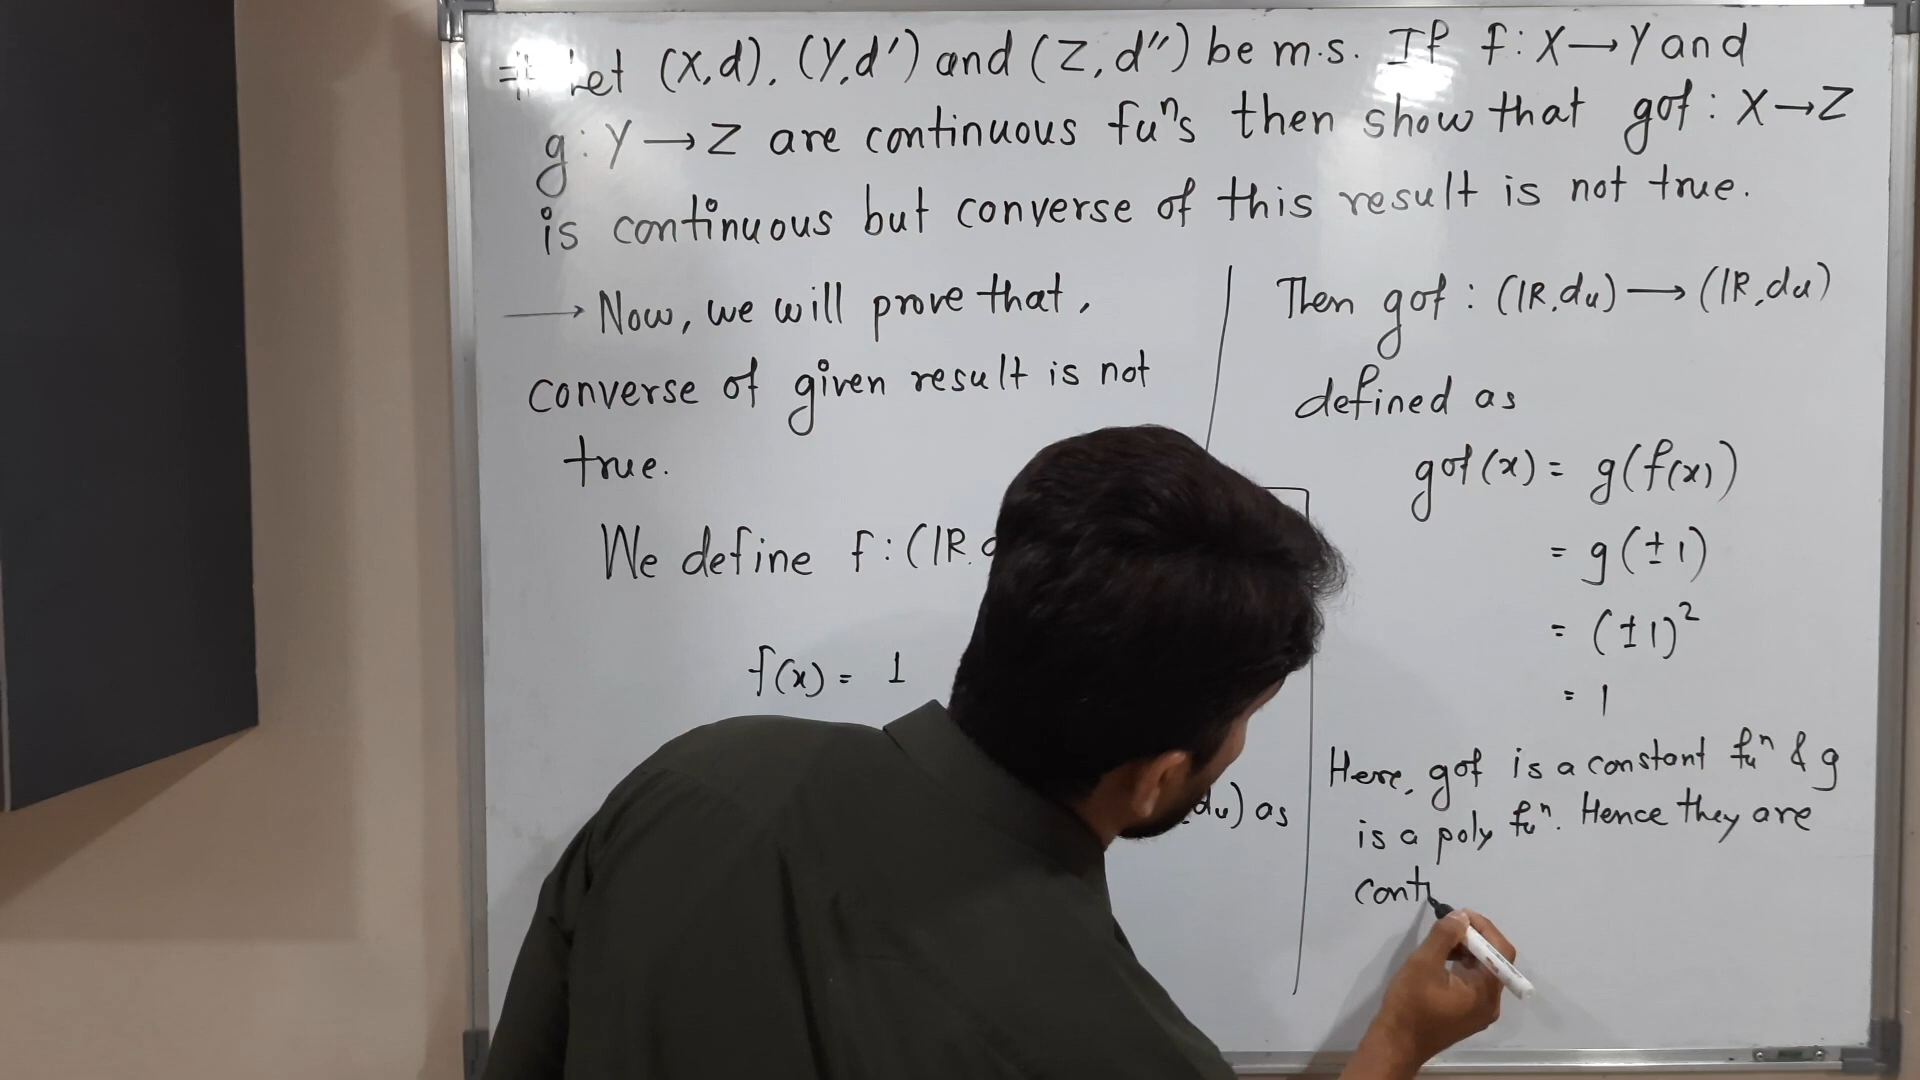 Let (X,d), (Y,d') and (Z,d'') be m.s. If f: X→Y and
g: Y→Z are continuous fuⁿs then show that gof : X→Z
is continuous but converse of this result is not true.
→ Now, we will prove that,
converse of given result is not
true.
We define f:(IR,d
f(x) = 1
du) as
Then gof : (IR,du) → (IR,du)
defined as
gof(x) = g(f(x))
= g(±1)
= (±1)²
= 1
Here, gof is a constant fuⁿ & g
is a poly fuⁿ. Hence they are
conti